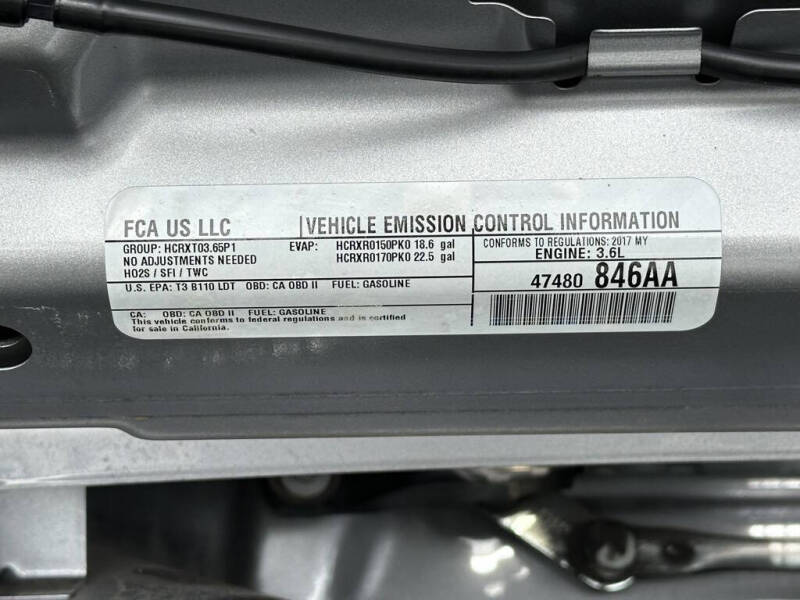 FCA US LLC
VEHICLE EMISSION CONTROL INFORMATION
GROUP: HCRXT03.65P1
NO ADJUSTMENTS NEEDED
HO2S / SFI / TWC
EVAP: HCRXR0150PK0 18.6 gal
HCRXR0170PK0 22.5 gal
CONFORMS TO REGULATIONS: 2017 MY
ENGINE: 3.6L
U.S. EPA: T3 B110 LDT OBD: CA OBD II FUEL: GASOLINE
47480 846AA
CA: OBD: CA OBD II FUEL: GASOLINE
This vehicle conforms to federal regulations and is certified
for sale in California.